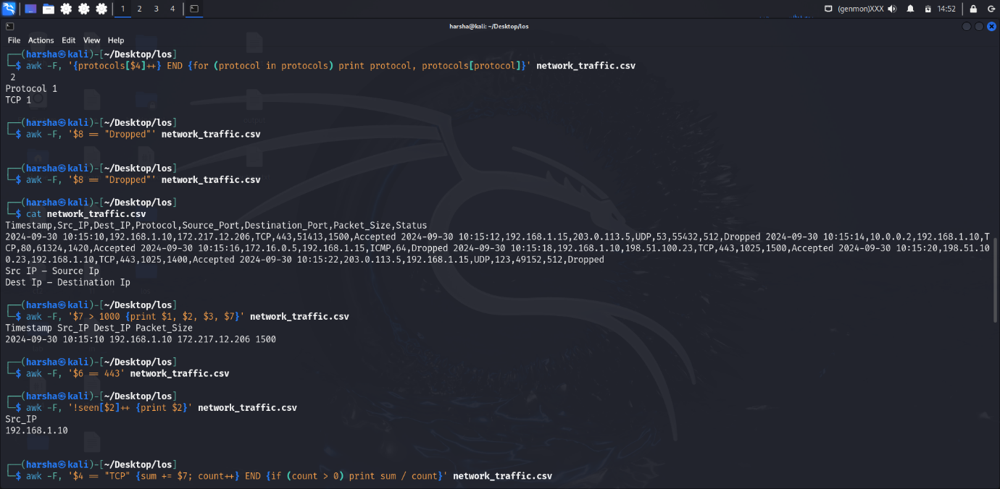 1 2 3 4 (genmon)XXX 14:52
harsha@kali: ~/Desktop/los
File Actions Edit View Help
┌──(harsha㉿kali)-[~/Desktop/los]
└─$ awk -F, '{protocols[$4]++} END {for (protocol in protocols) print protocol, protocols[protocol]}' network_traffic.csv
2
Protocol 1
TCP 1
┌──(harsha㉿kali)-[~/Desktop/los]
└─$ awk -F, '$8 == "Dropped"' network_traffic.csv
┌──(harsha㉿kali)-[~/Desktop/los]
└─$ awk -F, '$8 == "Dropped"' network_traffic.csv
┌──(harsha㉿kali)-[~/Desktop/los]
└─$ cat network_traffic.csv
Timestamp,Src_IP,Dest_IP,Protocol,Source_Port,Destination_Port,Packet_Size,Status
2024-09-30 10:15:10,192.168.1.10,172.217.12.206,TCP,443,51413,1500,Accepted 2024-09-30 10:15:12,192.168.1.15,203.0.113.5,UDP,53,55432,512,Dropped 2024-09-30 10:15:14,10.0.0.2,192.168.1.10,T
CP,80,61324,1420,Accepted 2024-09-30 10:15:16,172.16.0.5,192.168.1.15,ICMP,64,Dropped 2024-09-30 10:15:18,192.168.1.10,198.51.100.23,TCP,443,1025,1500,Accepted 2024-09-30 10:15:20,198.51.10
0.23,192.168.1.10,TCP,443,1025,1400,Accepted 2024-09-30 10:15:22,203.0.113.5,192.168.1.15,UDP,123,49152,512,Dropped
Src IP – Source Ip
Dest Ip – Destination Ip
┌──(harsha㉿kali)-[~/Desktop/los]
└─$ awk -F, '$7 > 1000 {print $1, $2, $3, $7}' network_traffic.csv
Timestamp Src_IP Dest_IP Packet_Size
2024-09-30 10:15:10 192.168.1.10 172.217.12.206 1500
┌──(harsha㉿kali)-[~/Desktop/los]
└─$ awk -F, '$6 == 443' network_traffic.csv
┌──(harsha㉿kali)-[~/Desktop/los]
└─$ awk -F, '!seen[$2]++ {print $2}' network_traffic.csv
Src_IP
192.168.1.10
┌──(harsha㉿kali)-[~/Desktop/los]
└─$ awk -F, '$4 == "TCP" {sum += $7; count++} END {if (count > 0) print sum / count}' network_traffic.csv